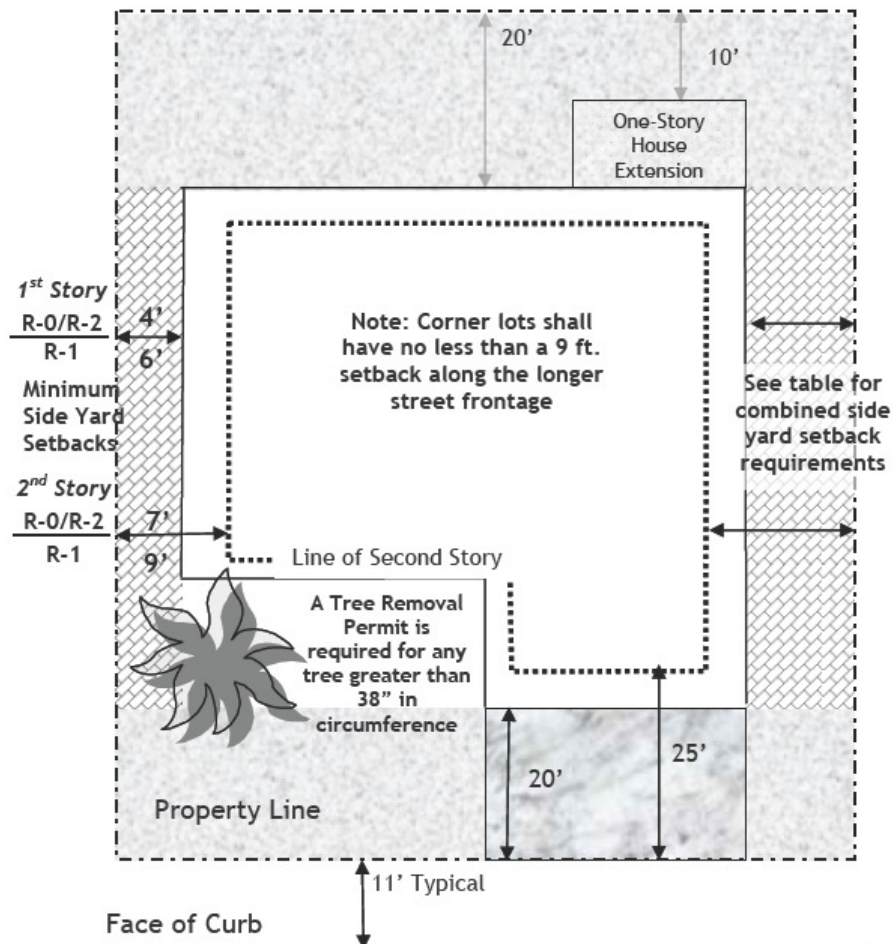 20’
10’
One-Story
House
Extension
1st Story
R-0/R-2
R-1
4’
6’
Minimum
Side Yard
Setbacks
2nd Story
R-0/R-2
R-1
7’
9’
Note: Corner lots shall
have no less than a 9 ft.
setback along the longer
street frontage
See table for
combined side
yard setback
requirements
Line of Second Story
A Tree Removal
Permit is
required for any
tree greater than
38” in
circumference
20’
25’
Property Line
11’ Typical
Face of Curb